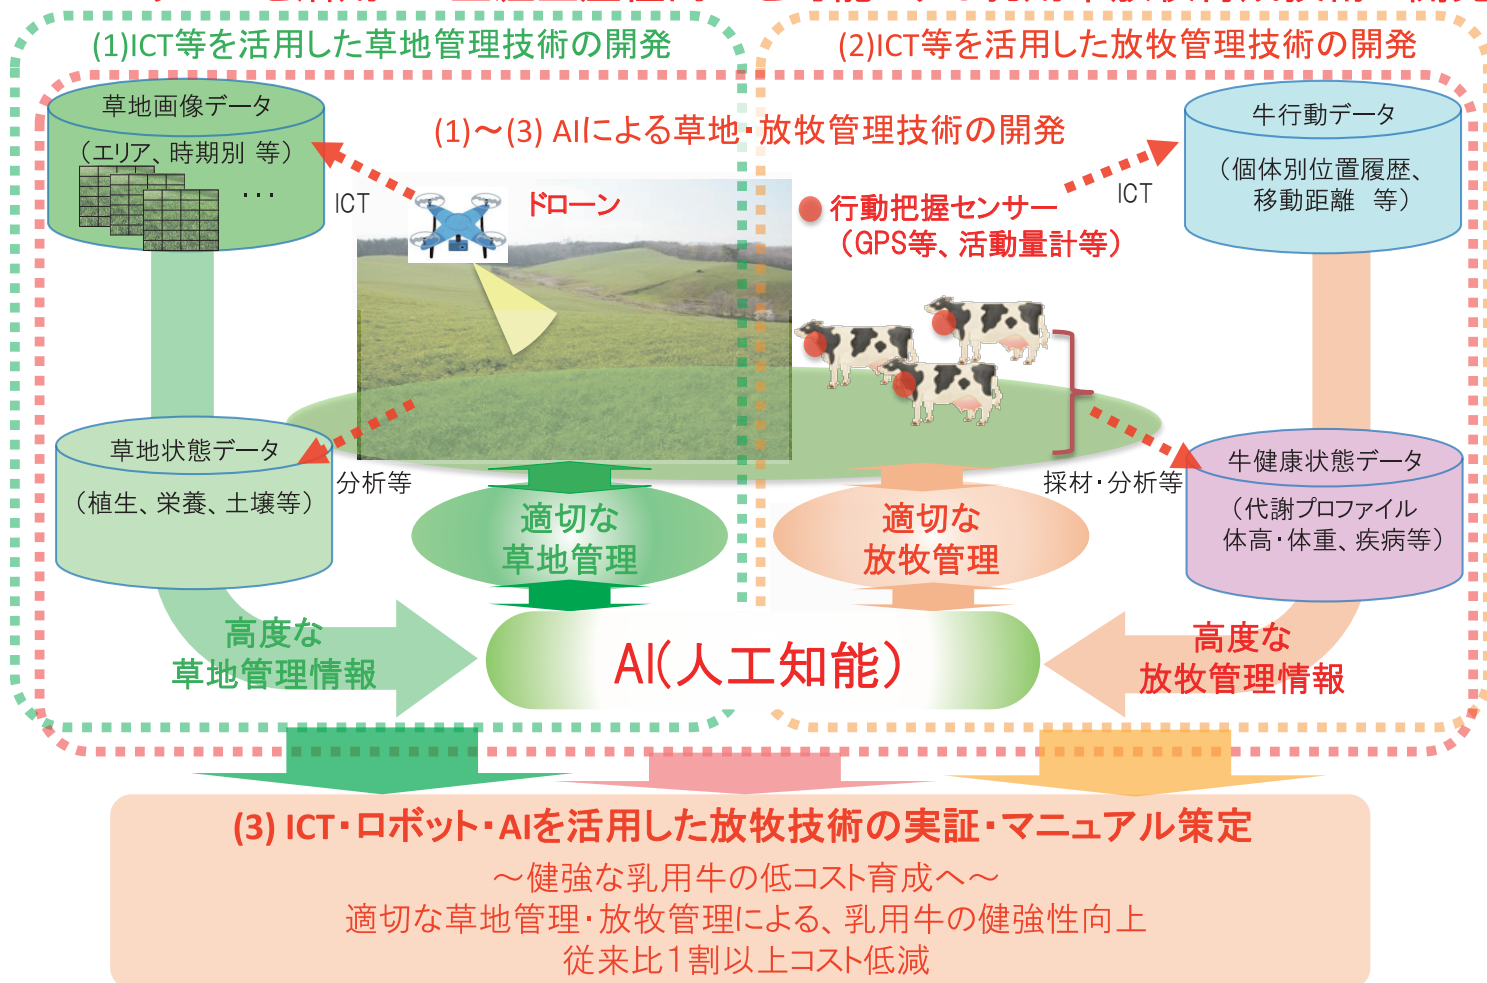 (1)ICT等を活用した草地管理技術の開発
(2)ICT等を活用した放牧管理技術の開発
(1)～(3) AIによる草地・放牧管理技術の開発
草地画像データ
（エリア、時期別 等）
…
ICT
ドローン
行動把握センサー
（GPS等、活動量計等）
ICT
牛行動データ
（個体別位置履歴、
移動距離 等）
草地状態データ
（植生、栄養、土壌等）
分析等
適切な
草地管理
適切な
放牧管理
採材・分析等
牛健康状態データ
（代謝プロファイル
体高・体重、疾病等）
高度な
草地管理情報
AI(人工知能）
高度な
放牧管理情報
(3) ICT・ロボット・AIを活用した放牧技術の実証・マニュアル策定
～健強な乳用牛の低コスト育成へ～
適切な草地管理・放牧管理による、乳用牛の健強性向上
従来比１割以上コスト低減